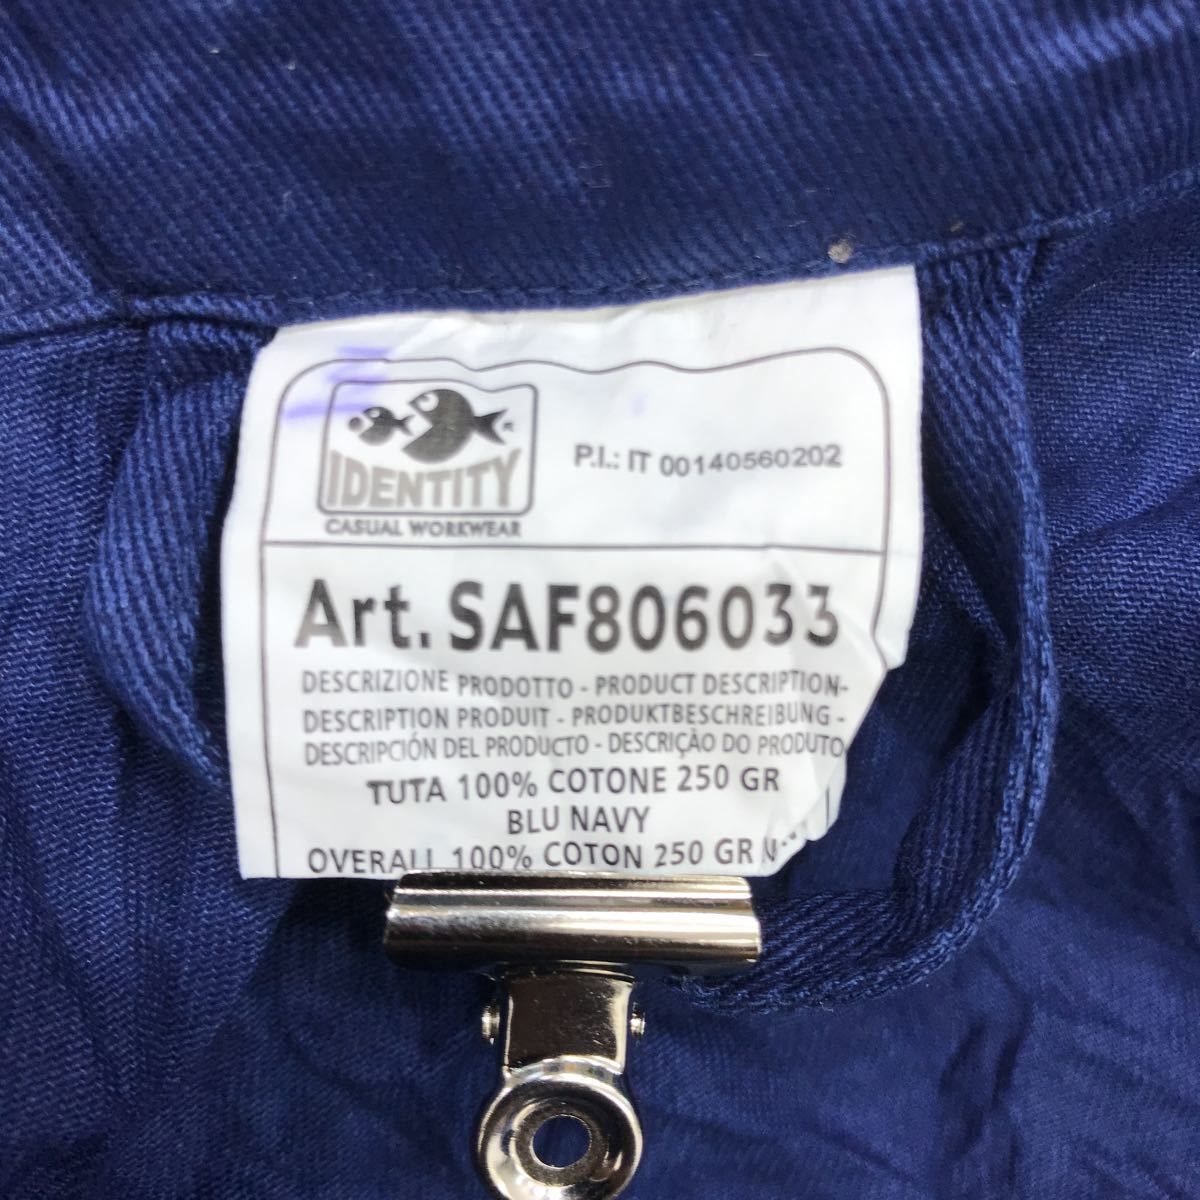 IDENTITY
CASUAL WORKWEAR
P.I.: IT 00140560202
Art. SAF806033
DESCRIZIONE PRODOTTO - PRODUCT DESCRIPTION-
DESCRIPTION PRODUIT - PRODUKTBESCHREIBUNG -
DESCRIPCIÓN DEL PRODUCTO - DESCRIÇÃO DO PRODUTO
TUTA 100% COTONE 250 GR
BLU NAVY
OVERALL 100% COTON 250 GR